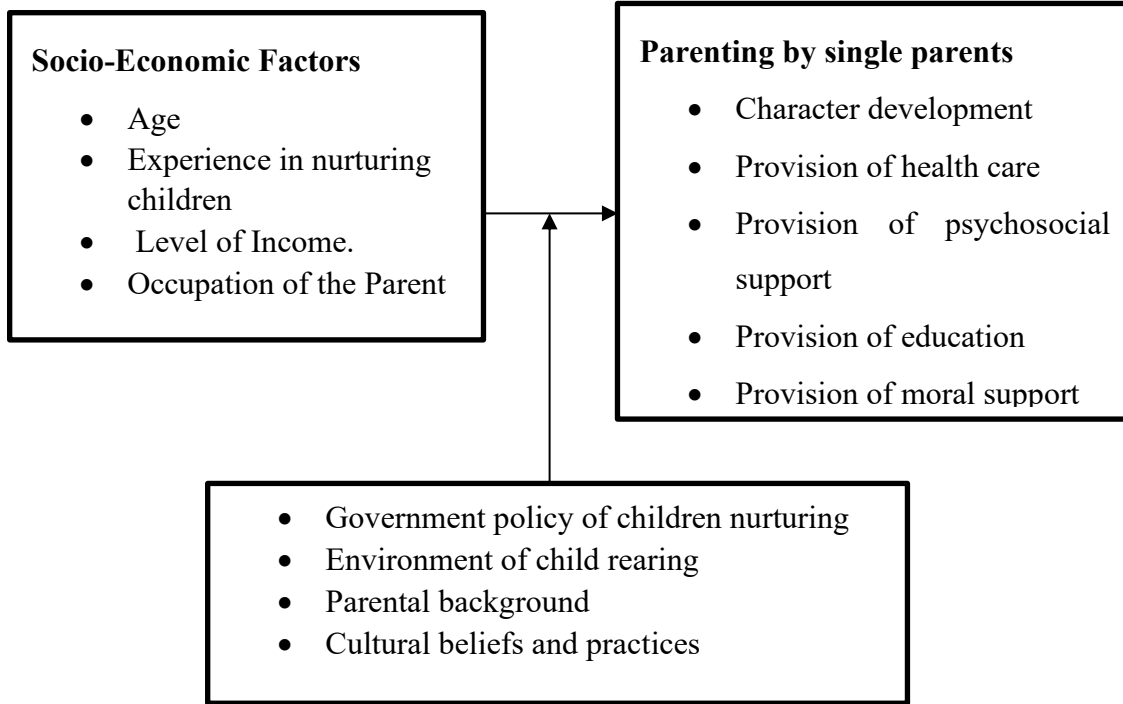 Socio-Economic Factors
• Age
• Experience in nurturing
children
• Level of Income.
• Occupation of the Parent
Parenting by single parents
• Character development
• Provision of health care
• Provision of psychosocial
support
• Provision of education
• Provision of moral support
• Government policy of children nurturing
• Environment of child rearing
• Parental background
• Cultural beliefs and practices